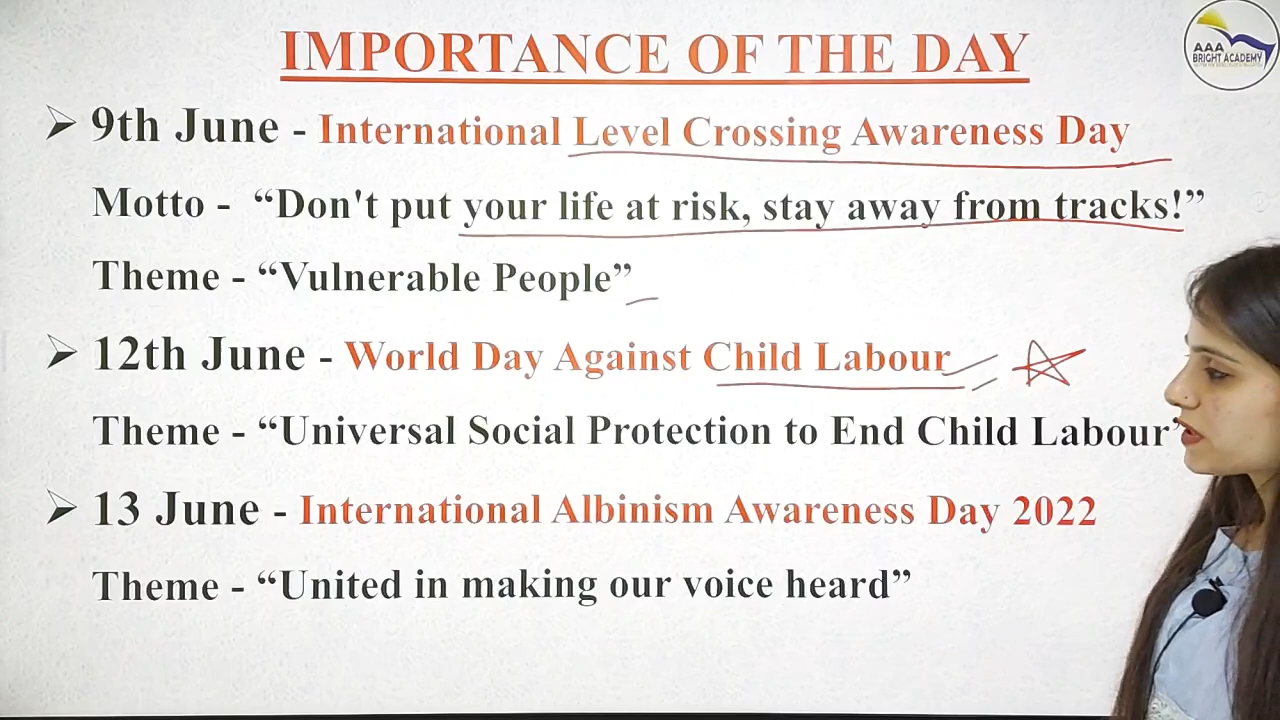 IMPORTANCE OF THE DAY
AAA
BRIGHT ACADEMY
➢ 9th June - International Level Crossing Awareness Day
Motto - “Don't put your life at risk, stay away from tracks!”
Theme - “Vulnerable People”
➢ 12th June - World Day Against Child Labour
Theme - “Universal Social Protection to End Child Labour”
➢ 13 June - International Albinism Awareness Day 2022
Theme - “United in making our voice heard”